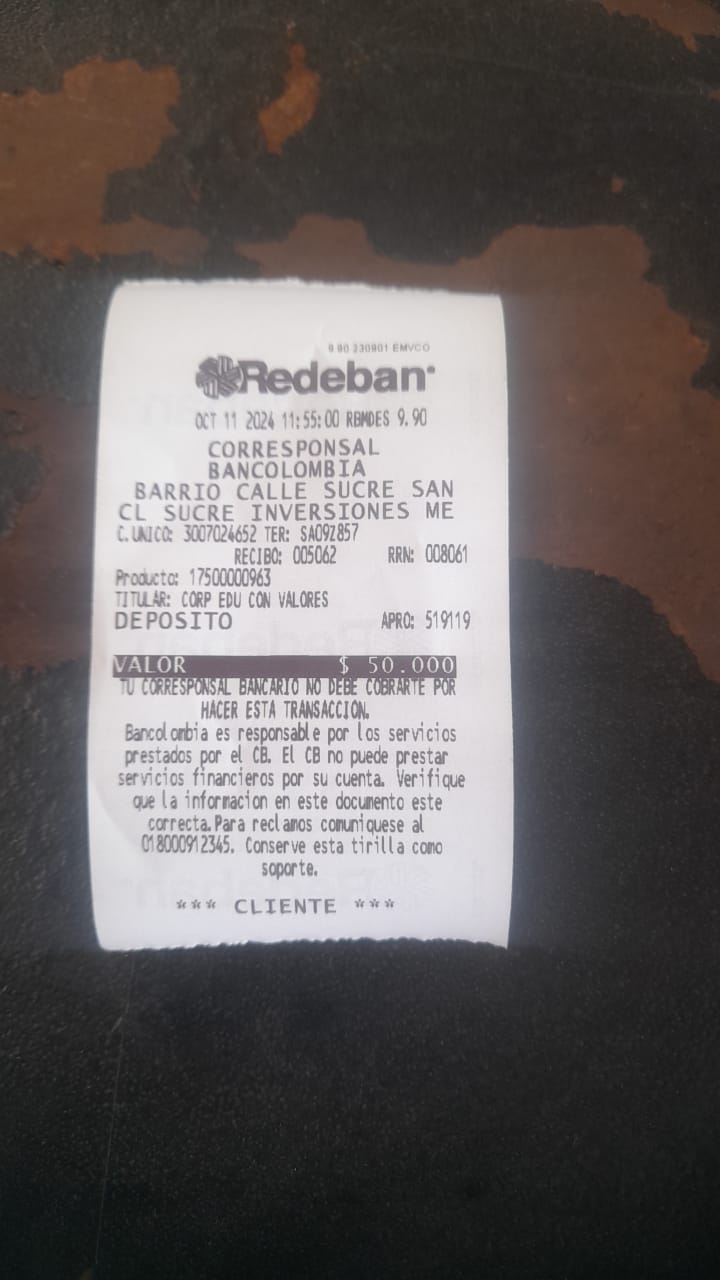 9.90 230901 EMVCO
Redeban
OCT 11 2024 11:55:00 RBMDES 9.90
CORRESPONSAL
BANCOLOMBIA
BARRIO CALLE SUCRE SAN
CL SUCRE INVERSIONES ME
C.UNICO: 3007024652 TER: SA09Z857
RECIBO: 005062 RRN: 008061
Producto: 17500000963
TITULAR: CORP EDU CON VALORES
DEPOSITO APRO: 519119
VALOR $ 50.000
TU CORRESPONSAL BANCARIO NO DEBE COBRARTE POR
HACER ESTA TRANSACCION.
Bancolombia es responsable por los servicios
prestados por el CB. El CB no puede prestar
servicios financieros por su cuenta. Verifique
que la informacion en este documento este
correcta.Para reclamos comuniquese al
018000912345. Conserve esta tirilla como
soporte.
*** CLIENTE ***